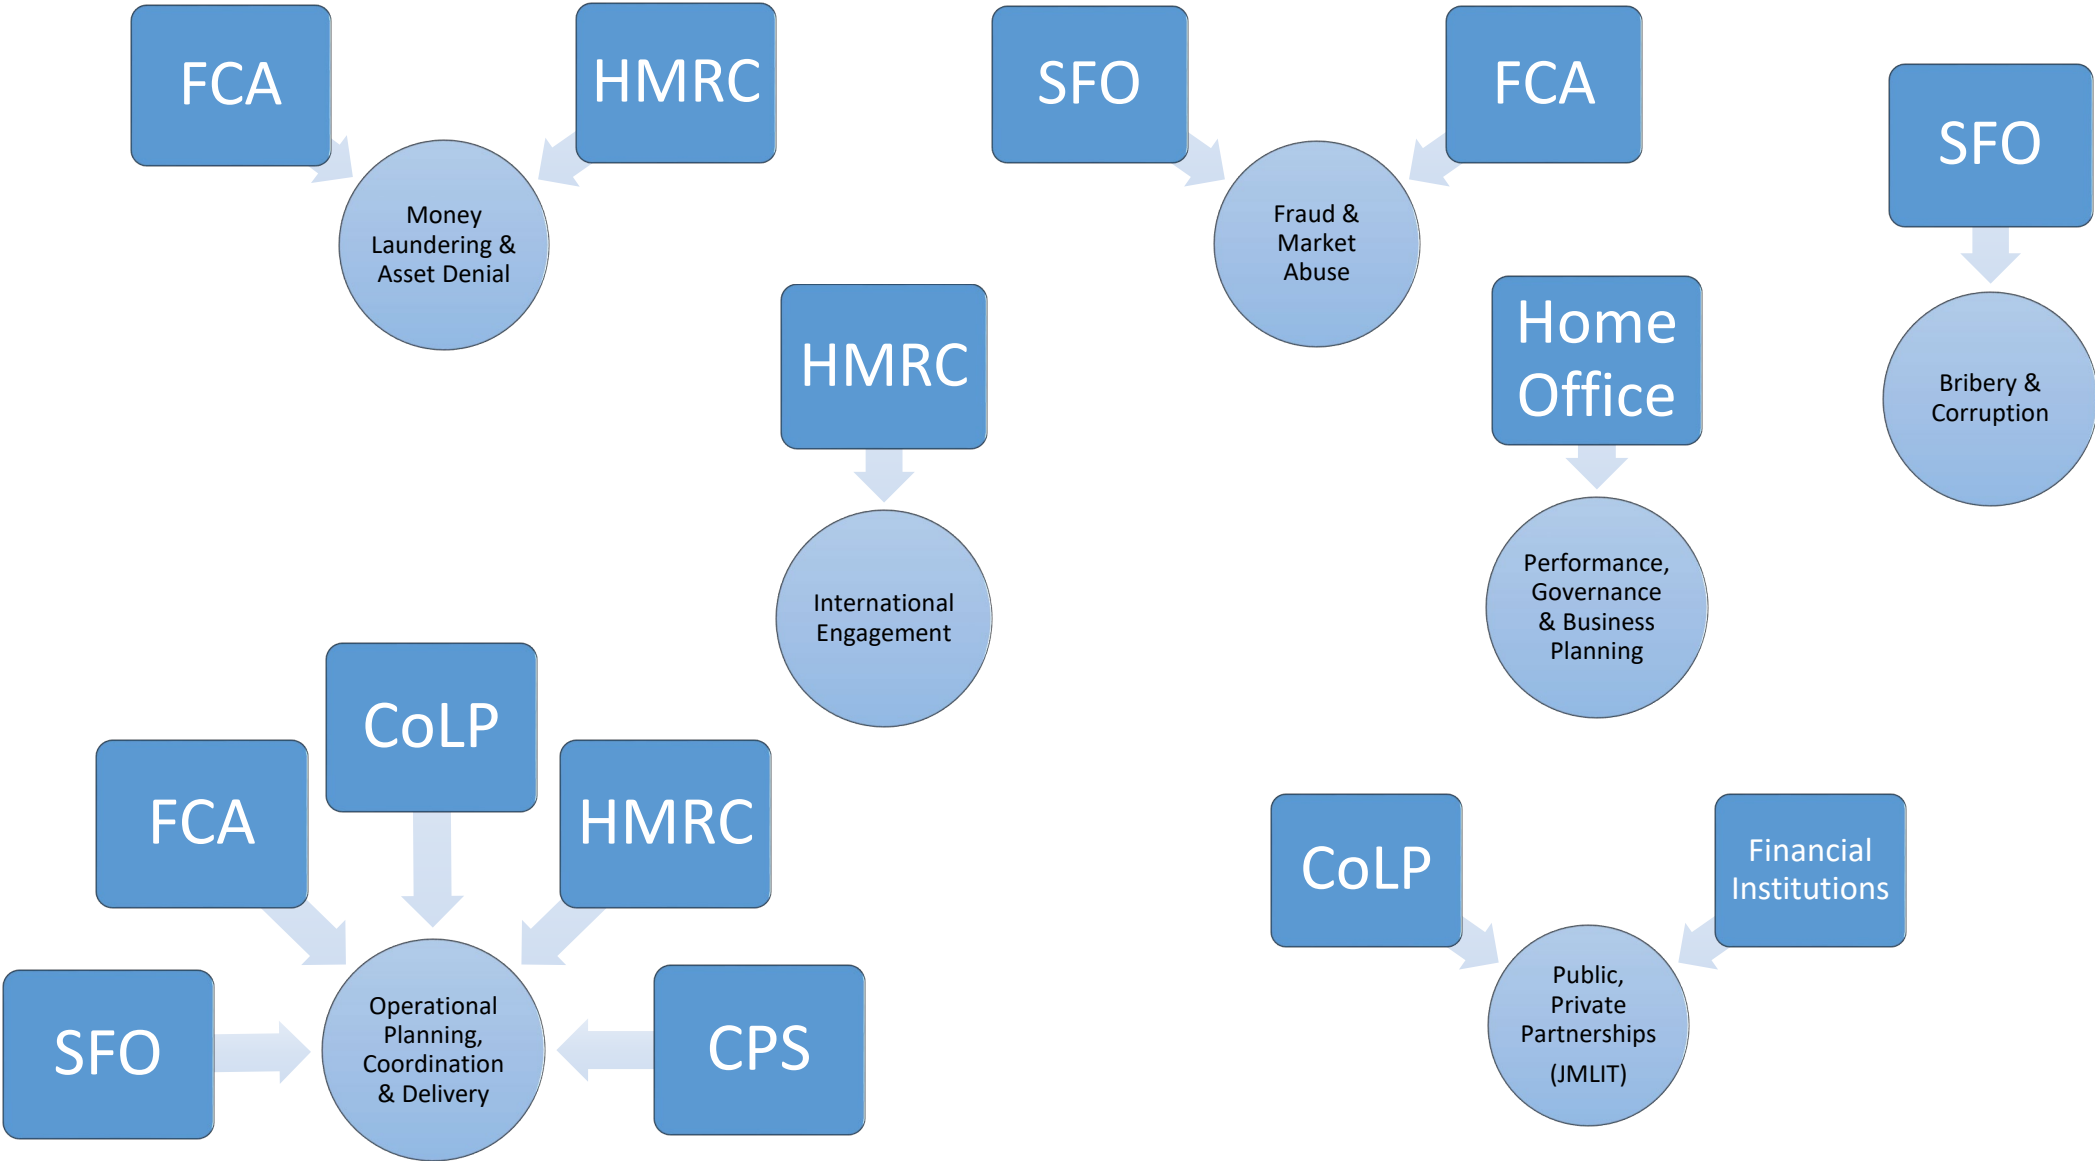 FCA
HMRC
Money
Laundering &
Asset Denial
SFO
FCA
Fraud &
Market
Abuse
SFO
Bribery &
Corruption
HMRC
International
Engagement
Home
Office
Performance,
Governance
& Business
Planning
CoLP
FCA
HMRC
SFO
CPS
Operational
Planning,
Coordination
& Delivery
CoLP
Financial
Institutions
Public,
Private
Partnerships
(JMLIT)